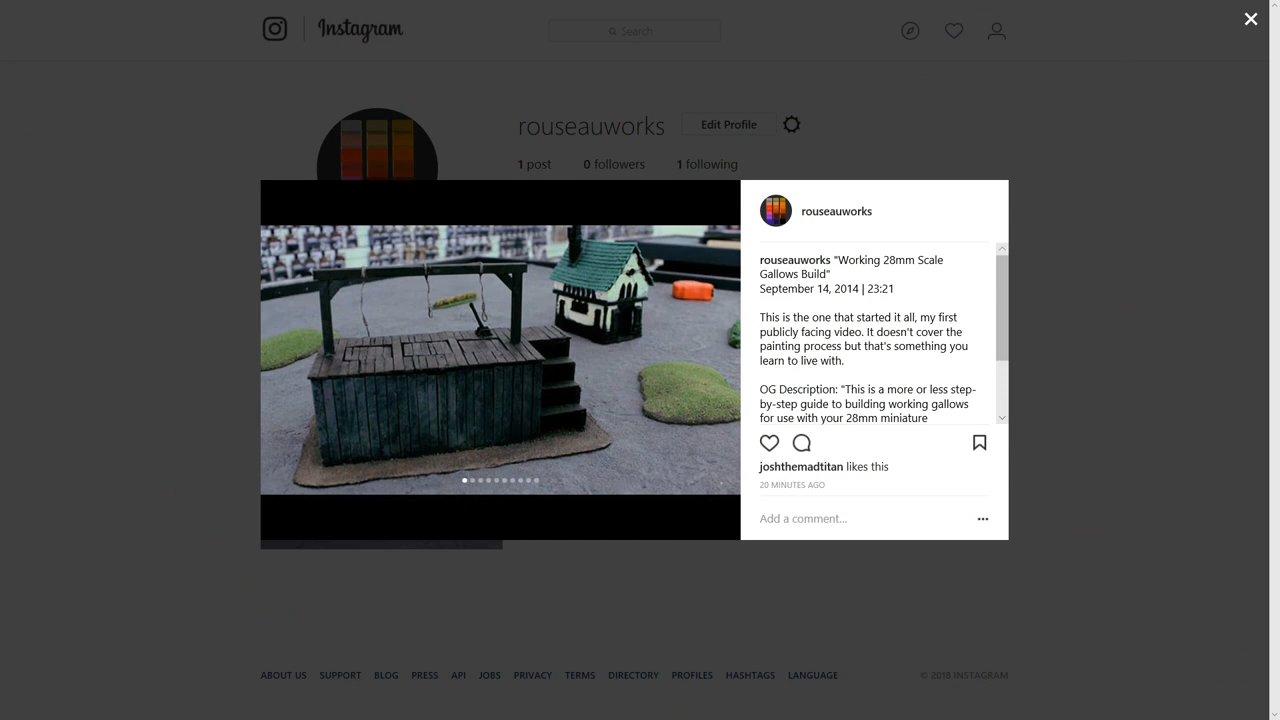 Instagram
Search
rouseauworks
Edit Profile
1 post 0 followers 1 following
rouseauworks
rouseauworks "Working 28mm Scale
Gallows Build"
September 14, 2014 | 23:21
This is the one that started it all, my first
publicly facing video. It doesn't cover the
painting process but that's something you
learn to live with.
OG Description: "This is a more or less step-
by-step guide to building working gallows
for use with your 28mm miniature
joshthemadtitan likes this
20 MINUTES AGO
Add a comment...
ABOUT US SUPPORT BLOG PRESS API JOBS PRIVACY TERMS DIRECTORY PROFILES HASHTAGS LANGUAGE © 2018 INSTAGRAM